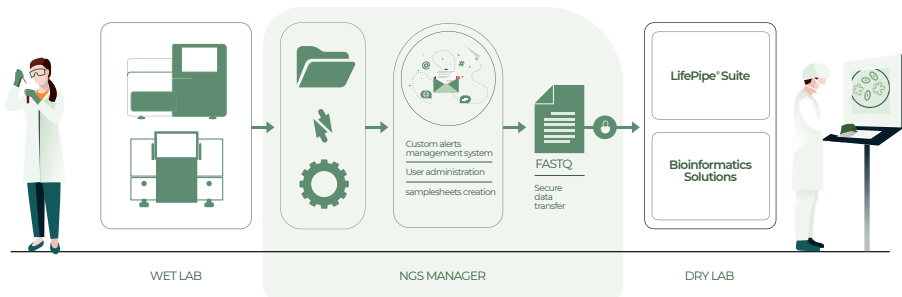 LifePipe® Suite
Custom alerts
management system
Bioinformatics
Solutions
FASTQ
User administration
Secure
data
transfer
samplesheets creation
WET LAB
NGS MANAGER
DRY LAB